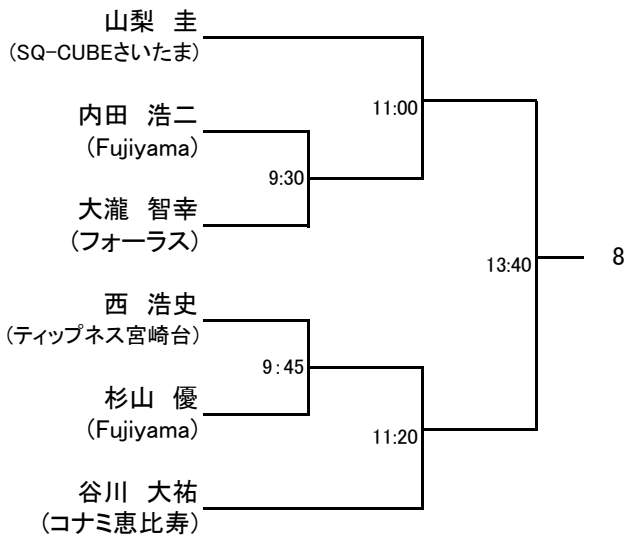 山梨　圭
(SQ-CUBEさいたま)
11:00
内田　浩二
(Fujiyama)
9:30
大瀧　智幸
(フォーラス)
13:40
8
西　浩史
(ティップネス宮崎台)
9:45
杉山　優
(Fujiyama)
11:20
谷川　大祐
(コナミ恵比寿)